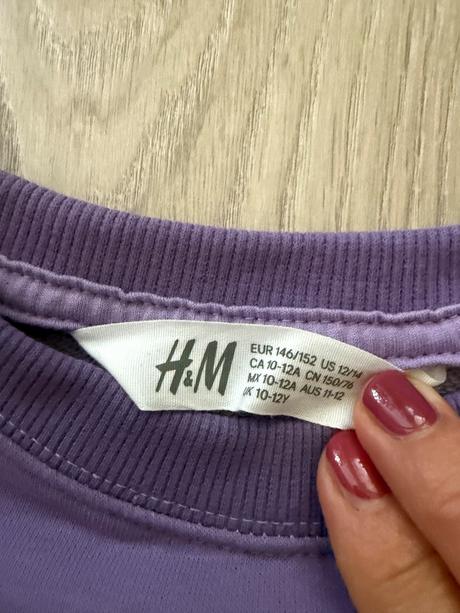 H&M
EUR 146/152 US 12/14
CA 10-12A CN 150/76
MX 10-12A AUS 11-12
UK 10-12Y